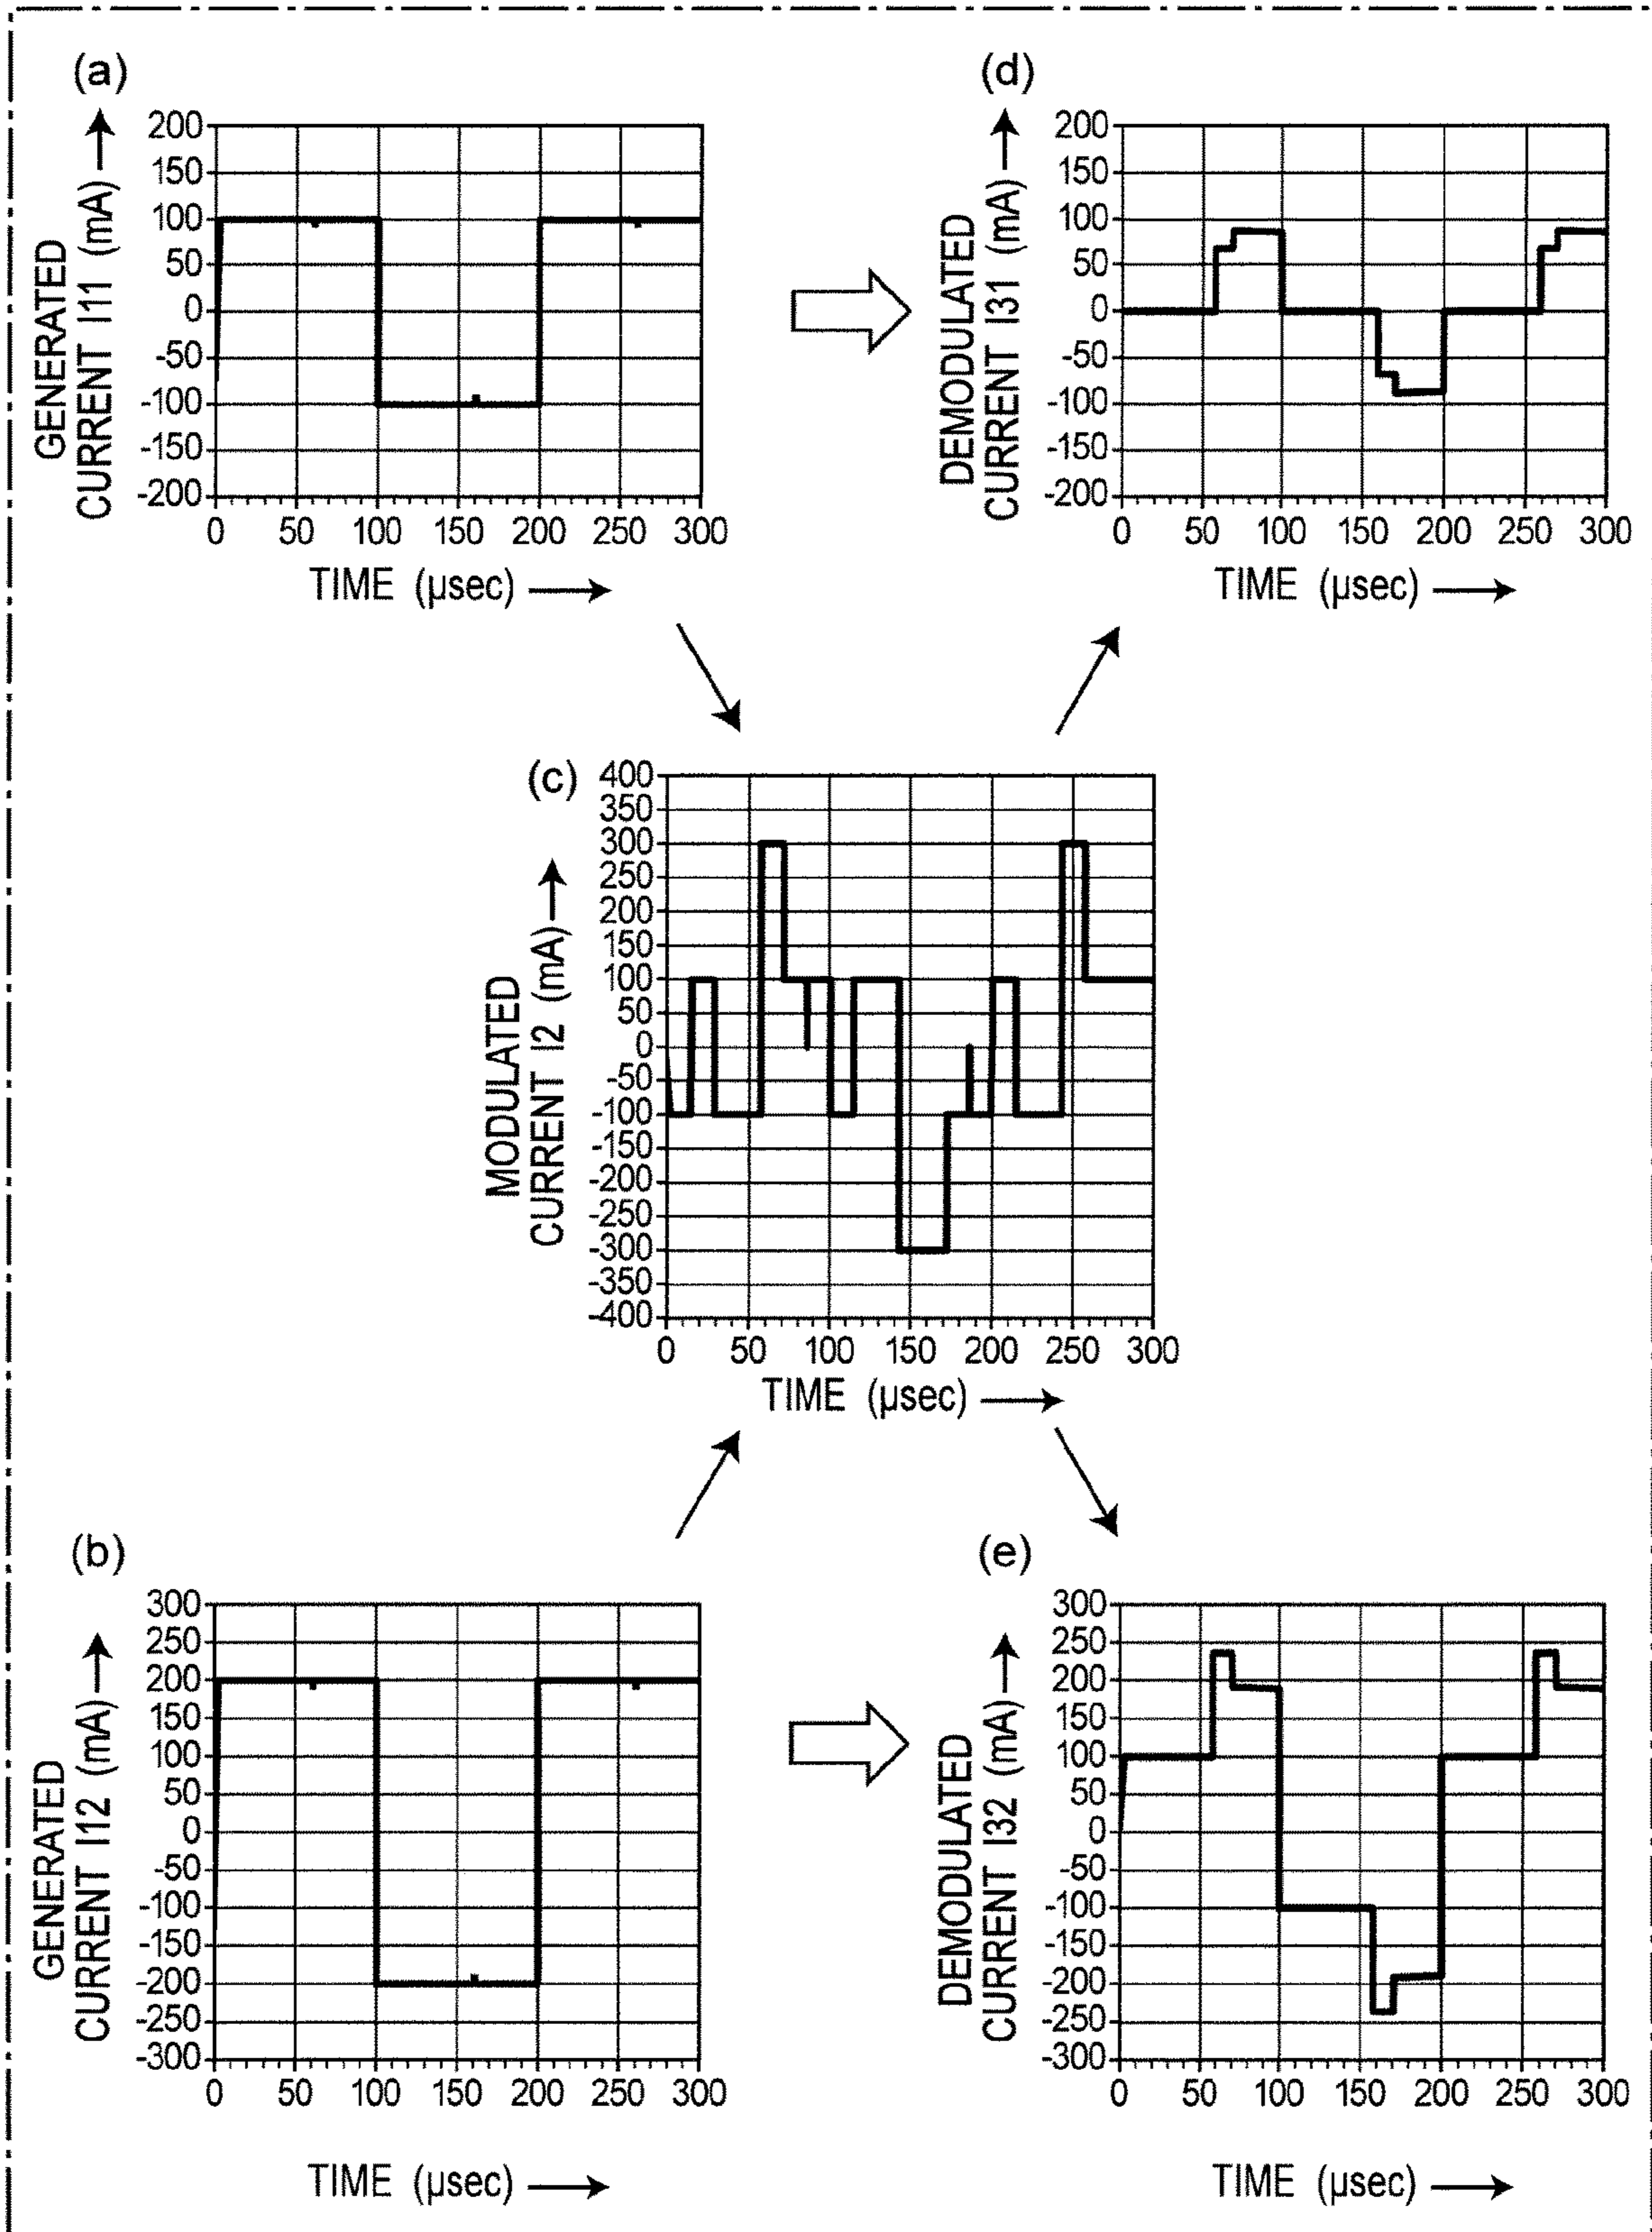 (a)
GENERATED
CURRENT I11 (mA)
200
150
100
50
0
-50
-100
-150
-200
0 50 100 150 200 250 300
TIME (μsec)
(d)
DEMODULATED
CURRENT I31 (mA)
200
150
100
50
0
-50
-100
-150
-200
0 50 100 150 200 250 300
TIME (μsec)
(c)
MODULATED
CURRENT I2 (mA)
400
350
300
250
200
150
100
50
0
-50
-100
-150
-200
-250
-300
-350
-400
0 50 100 150 200 250 300
TIME (μsec)
(b)
GENERATED
CURRENT I12 (mA)
300
250
200
150
100
50
0
-50
-100
-150
-200
-250
-300
0 50 100 150 200 250 300
TIME (μsec)
(e)
DEMODULATED
CURRENT I32 (mA)
300
250
200
150
100
50
0
-50
-100
-150
-200
-250
-300
0 50 100 150 200 250 300
TIME (μsec)